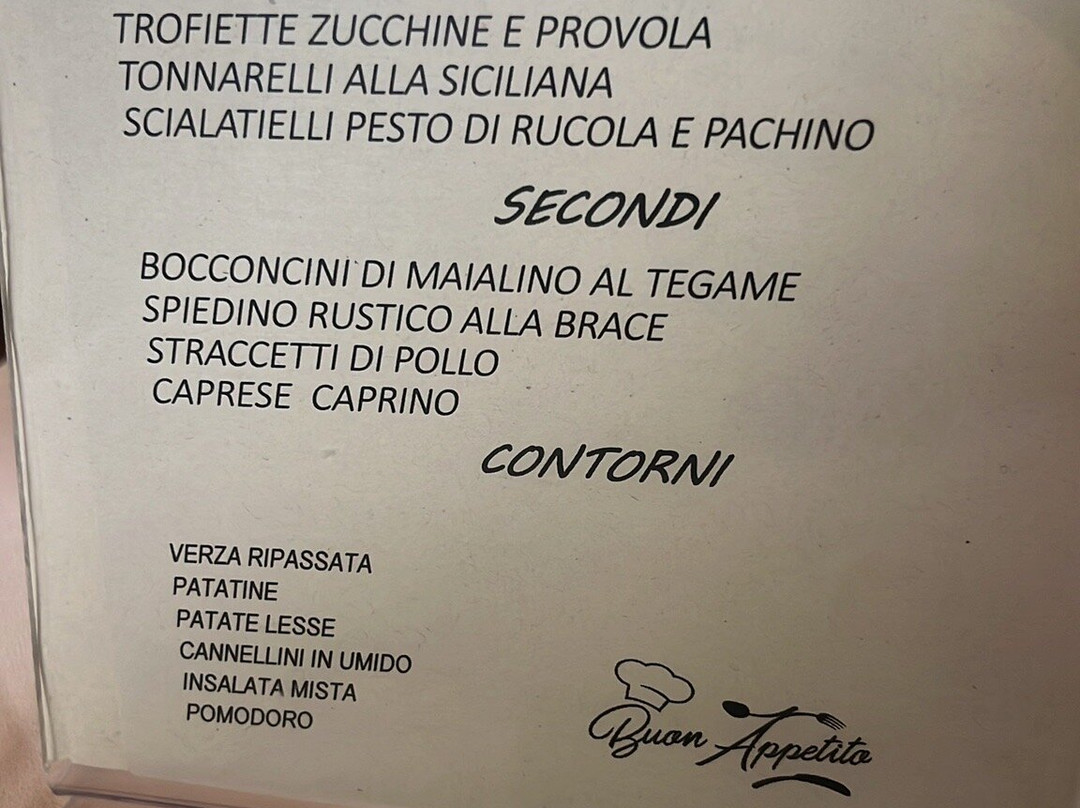 TROFIETTE ZUCCHINE E PROVOLA
TONNARELLI ALLA SICILIANA
SCIALATIELLI PESTO DI RUCOLA E PACHINO
SECONDI
BOCCONCINI DI MAIALINO AL TEGAME
SPIEDINO RUSTICO ALLA BRACE
STRACCETTI DI POLLO
CAPRESE CAPRINO
CONTORNI
VERZA RIPASSATA
PATATINE
PATATE LESSE
CANNELLINI IN UMIDO
INSALATA MISTA
POMODORO
Buon Appetito